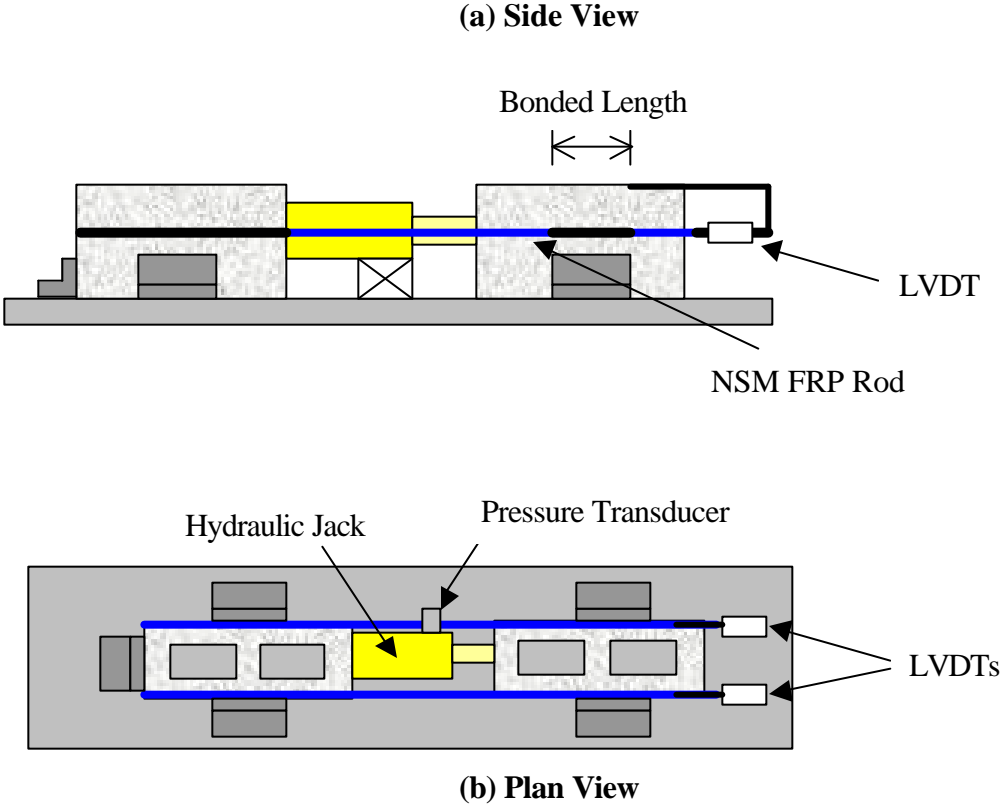 (a) Side View
Bonded Length
LVDT
NSM FRP Rod
Hydraulic Jack
Pressure Transducer
LVDTs
(b) Plan View